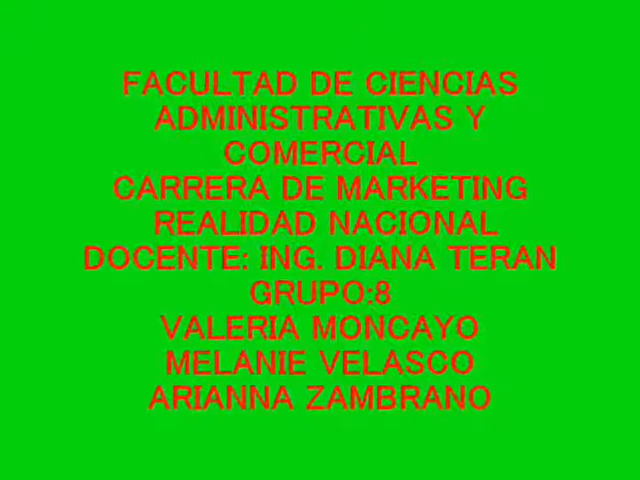 FACULTAD DE CIENCIAS
ADMINISTRATIVAS Y
COMERCIAL
CARRERA DE MARKETING
REALIDAD NACIONAL
DOCENTE: ING. DIANA TERAN
GRUPO:8
VALERIA MONCAYO
MELANIE VELASCO
ARIANNA ZAMBRANO